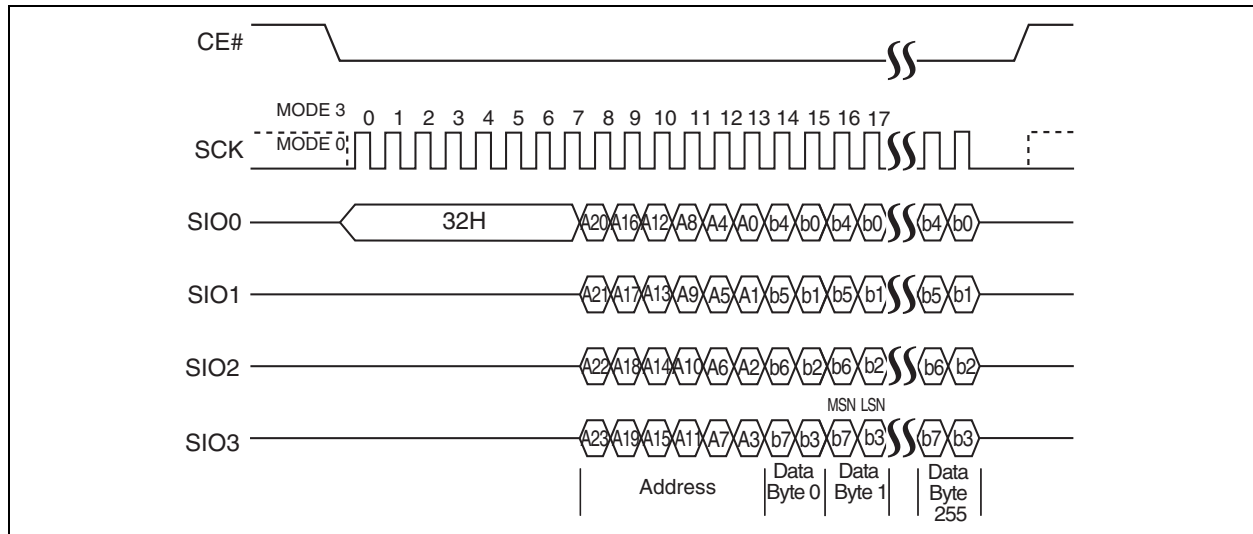 CE#
MODE 3
0 1 2 3 4 5 6 7 8 9 10 11 12 13 14 15 16 17
SCK
MODE 0
SIO0 32H A20 A16 A12 A8 A4 A0 b4 b0 b4 b0 b4 b0
SIO1 A21 A17 A13 A9 A5 A1 b5 b1 b5 b1 b5 b1
SIO2 A22 A18 A14 A10 A6 A2 b6 b2 b6 b2 b6 b2
MSN LSN
SIO3 A23 A19 A15 A11 A7 A3 b7 b3 b7 b3 b7 b3
Address
Data
Byte 0
Data
Byte 1
Data
Byte
255